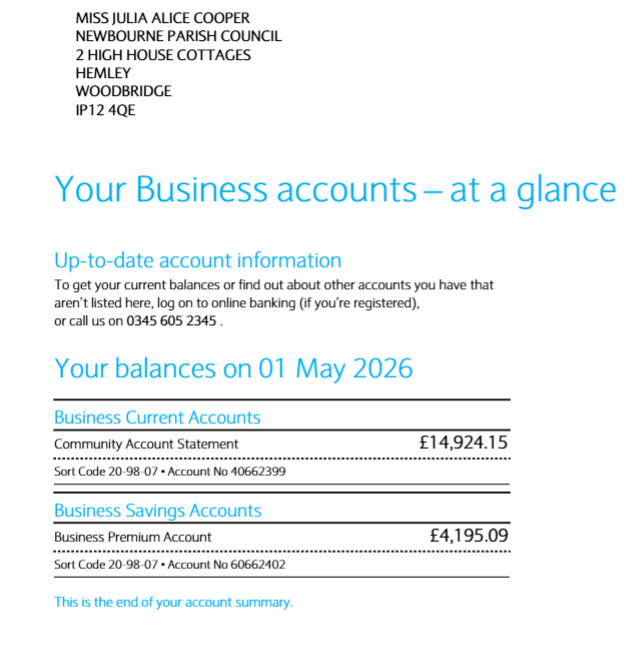 MISS JULIA ALICE COOPER
NEWBOURNE PARISH COUNCIL
2 HIGH HOUSE COTTAGES
HEMLEY
WOODBRIDGE
IP12 4QE
Your Business accounts – at a glance
Up-to-date account information
To get your current balances or find out about other accounts you have that
aren't listed here, log on to online banking (if you're registered),
or call us on 0345 605 2345 .
Your balances on 01 May 2026
Business Current Accounts
Community Account Statement £14,924.15
Sort Code 20-98-07 • Account No 40662399
Business Savings Accounts
Business Premium Account £4,195.09
Sort Code 20-98-07 • Account No 60662402
This is the end of your account summary.